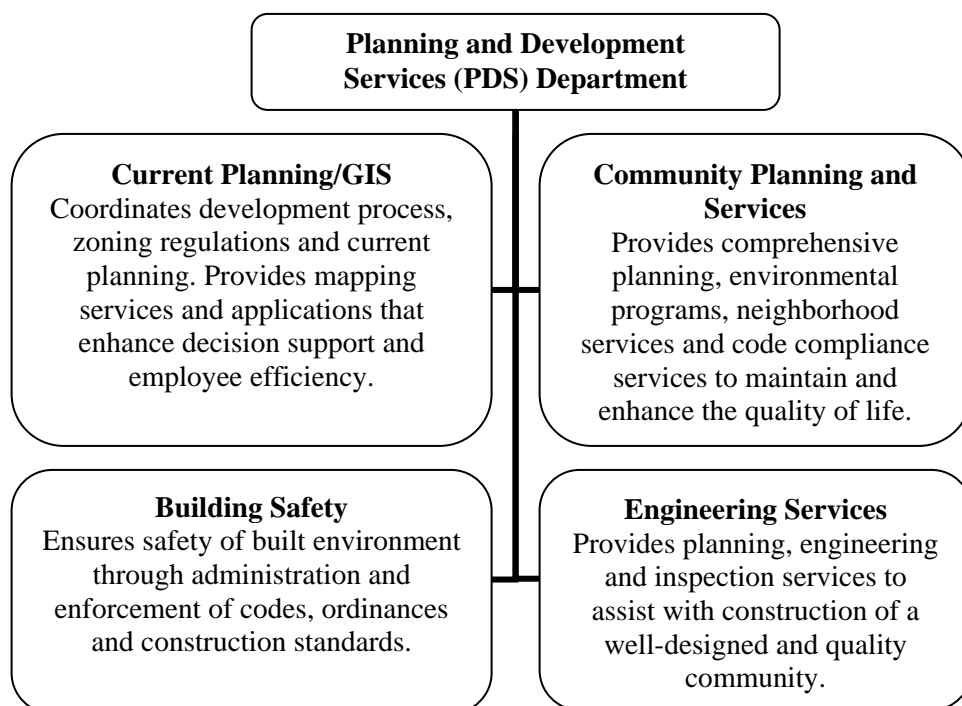 Planning and Development
Services (PDS) Department
Current Planning/GIS
Coordinates development process,
zoning regulations and current
planning. Provides mapping
services and applications that
enhance decision support and
employee efficiency.
Community Planning and
Services
Provides comprehensive
planning, environmental
programs, neighborhood
services and code compliance
services to maintain and
enhance the quality of life.
Building Safety
Ensures safety of built environment
through administration and
enforcement of codes, ordinances
and construction standards.
Engineering Services
Provides planning, engineering
and inspection services to
assist with construction of a
well-designed and quality
community.